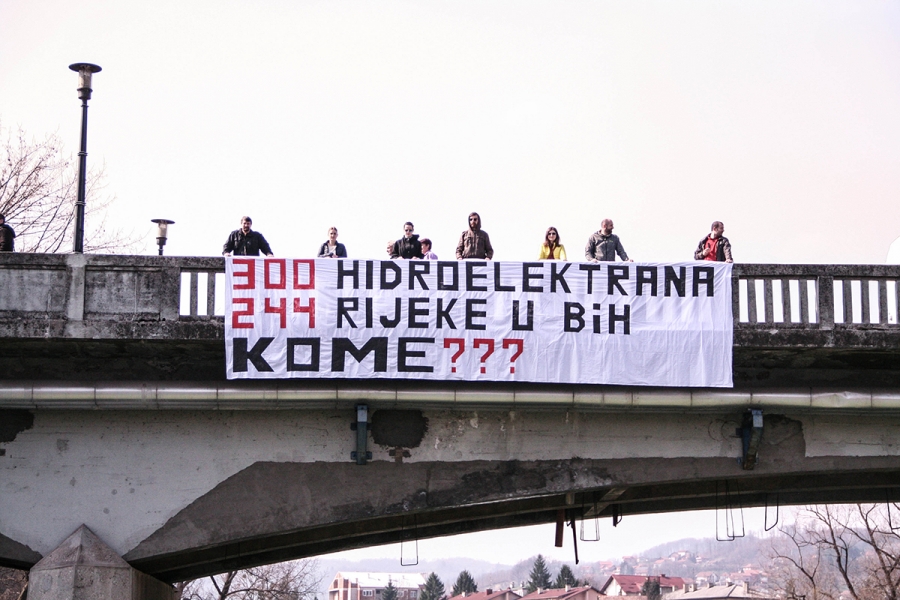 300 HIDROELEKTRANA
244 RIJEKE U BiH
KOME???